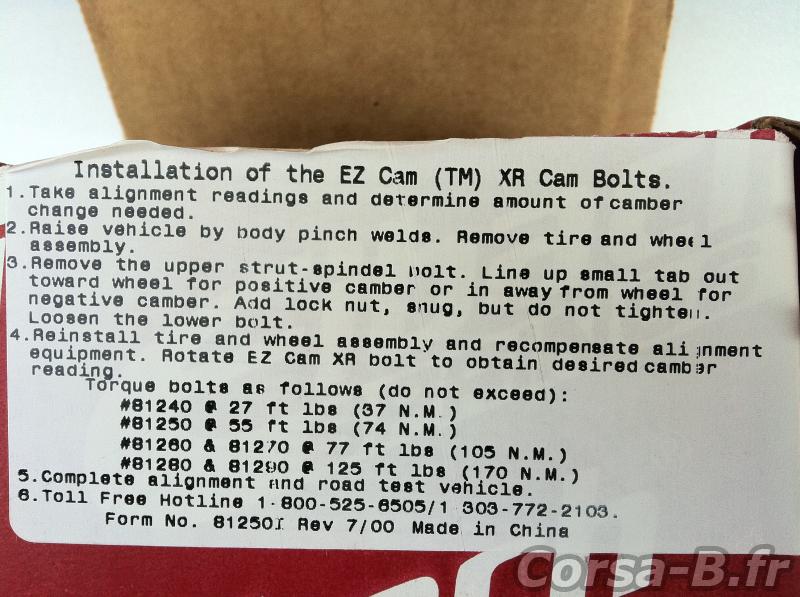 Installation of the EZ Cam (TM) XR Cam Bolts.
1.Take alignment readings and determine amount of camber
change needed.
2.Raise vehicle by body pinch welds. Remove tire and wheel
assembly.
3.Remove the upper strut-spindel bolt. Line up small tab out
toward wheel for positive camber or in away from wheel for
negative camber. Add lock nut, snug, but do not tighten.
Loosen the lower bolt.
4.Reinstall tire and wheel assembly and recompensate alignment
equipment. Rotate EZ Cam XR bolt to obtain desired camber
reading.
Torque bolts as follows (do not exceed):
#81240 @ 27 ft lbs (37 N.M.)
#81250 @ 55 ft lbs (74 N.M.)
#81260 & 81270 @ 77 ft lbs (105 N.M.)
#81280 & 81290 @ 125 ft lbs (170 N.M.)
5.Complete alignment and road test vehicle.
6.Toll Free Hotline 1-800-525-6505/1 303-772-2103.
Form No. 81250I Rev 7/00 Made in China
Corsa-B.fr